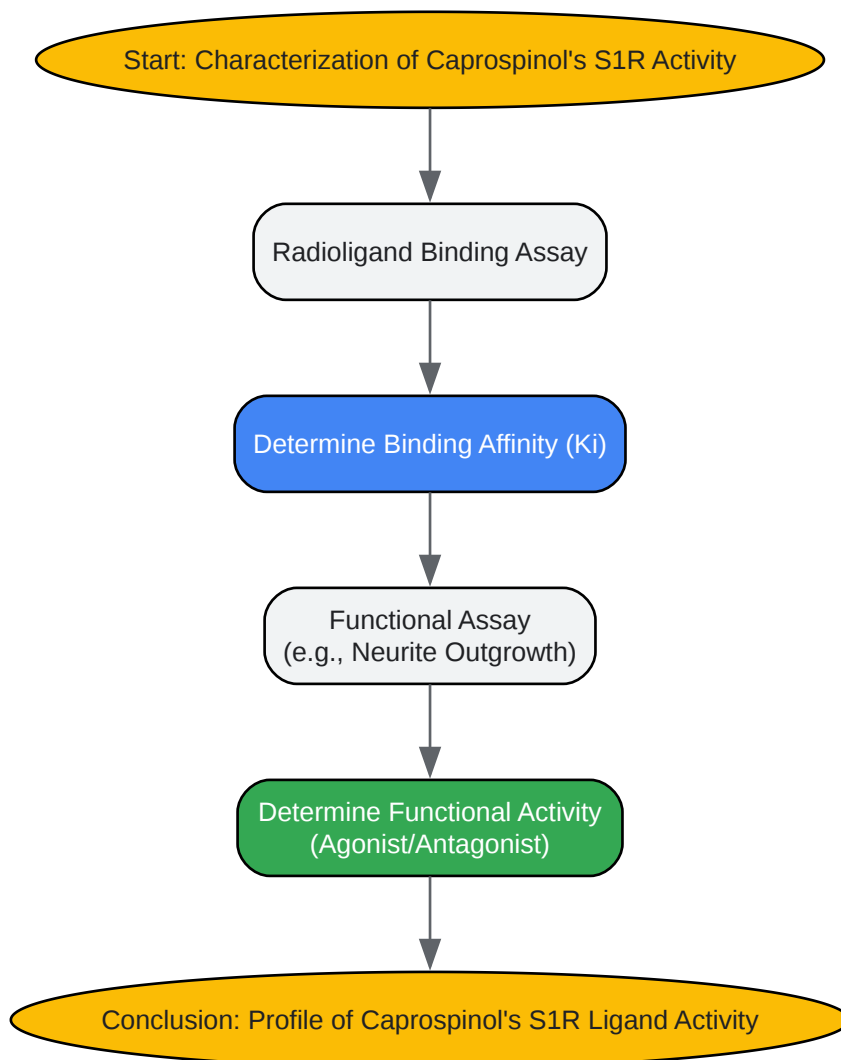 Start: Characterization of Caprospinol's S1R Activity
Radioligand Binding Assay
Determine Binding Affinity (Ki)
Functional Assay
(e.g., Neurite Outgrowth)
Determine Functional Activity
(Agonist/Antagonist)
Conclusion: Profile of Caprospinol's S1R Ligand Activity